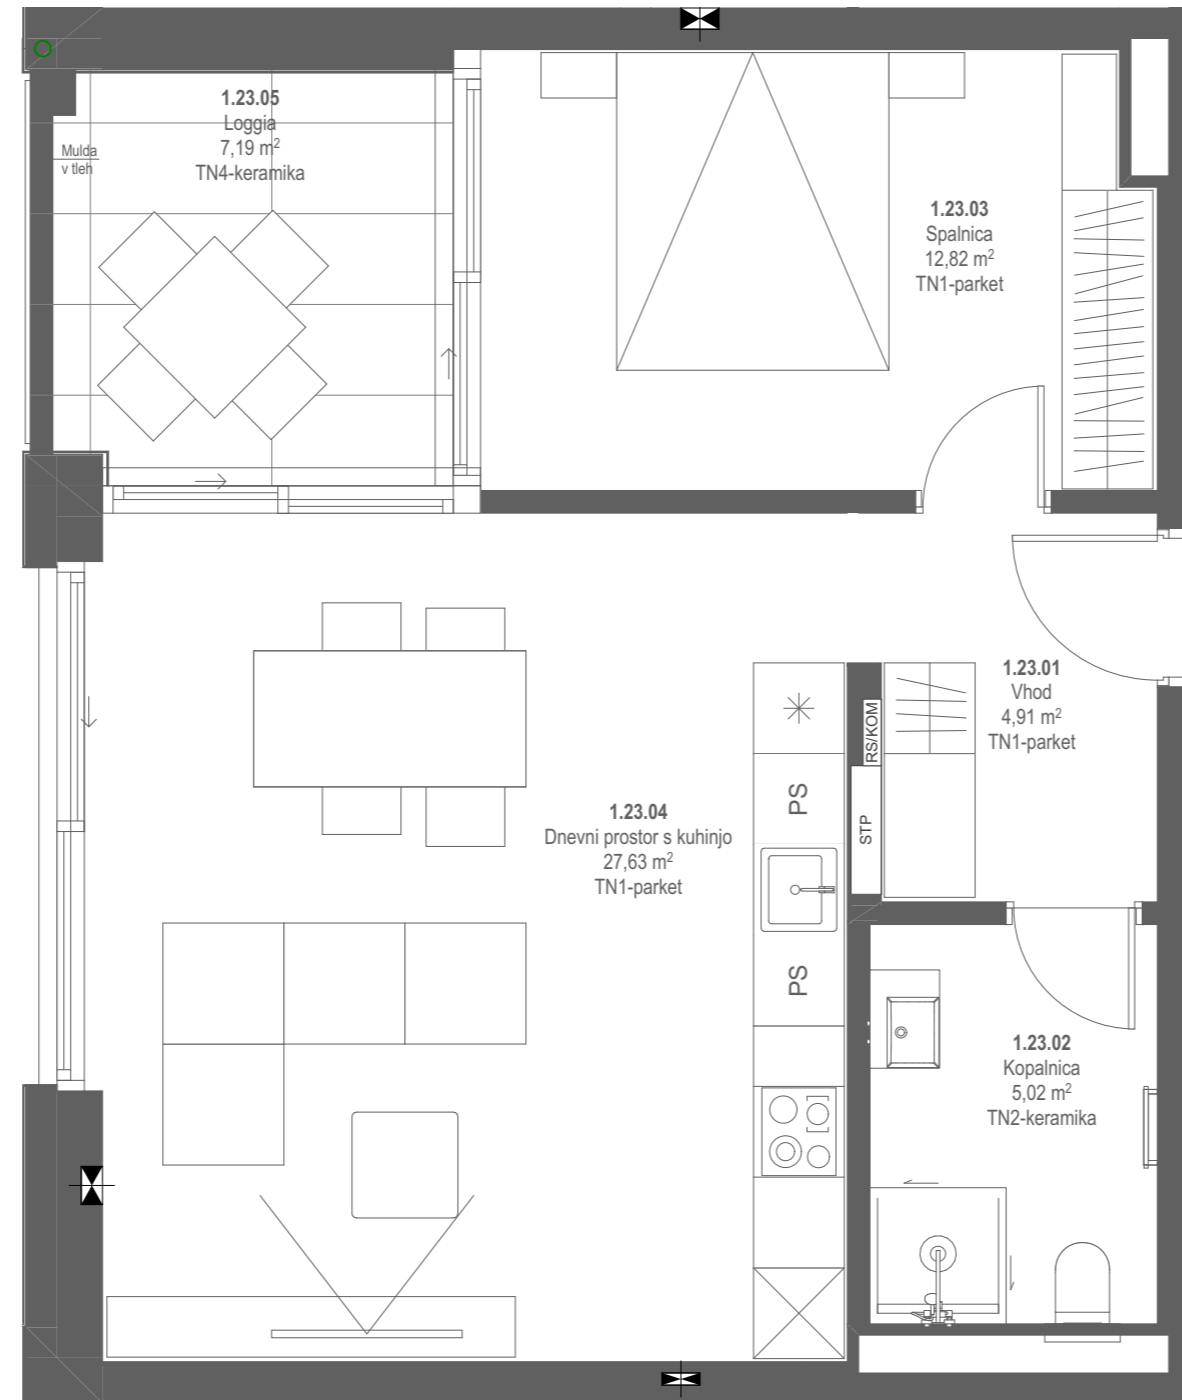 1.23.05
Loggia
7,19 m²
TN4-keramika
Mulda
v tleh
1.23.03
Spalnica
12,82 m²
TN1-parket
1.23.01
Vhod
4,91 m²
TN1-parket
RS/KOM
STP
PS
1.23.04
Dnevni prostor s kuhinjo
27,63 m²
TN1-parket
PS
1.23.02
Kopalnica
5,02 m²
TN2-keramika